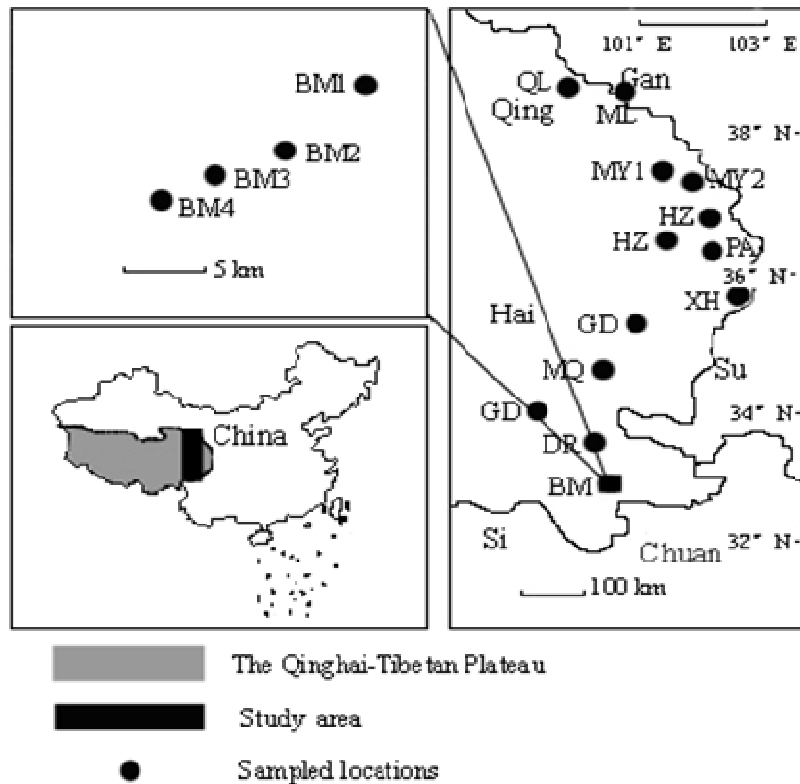 BM1
BM2
BM3
BM4
5 km
China
101° E 103° E
QL Gan
Qing ML
38° N
MY1 MY2
HZ
HZ PA
36° N
XH
Hai GD
MQ Su
GD 34° N
DR
BM
Si Chuan 32° N
100 km
The Qinghai-Tibetan Plateau
Study area
Sampled locations